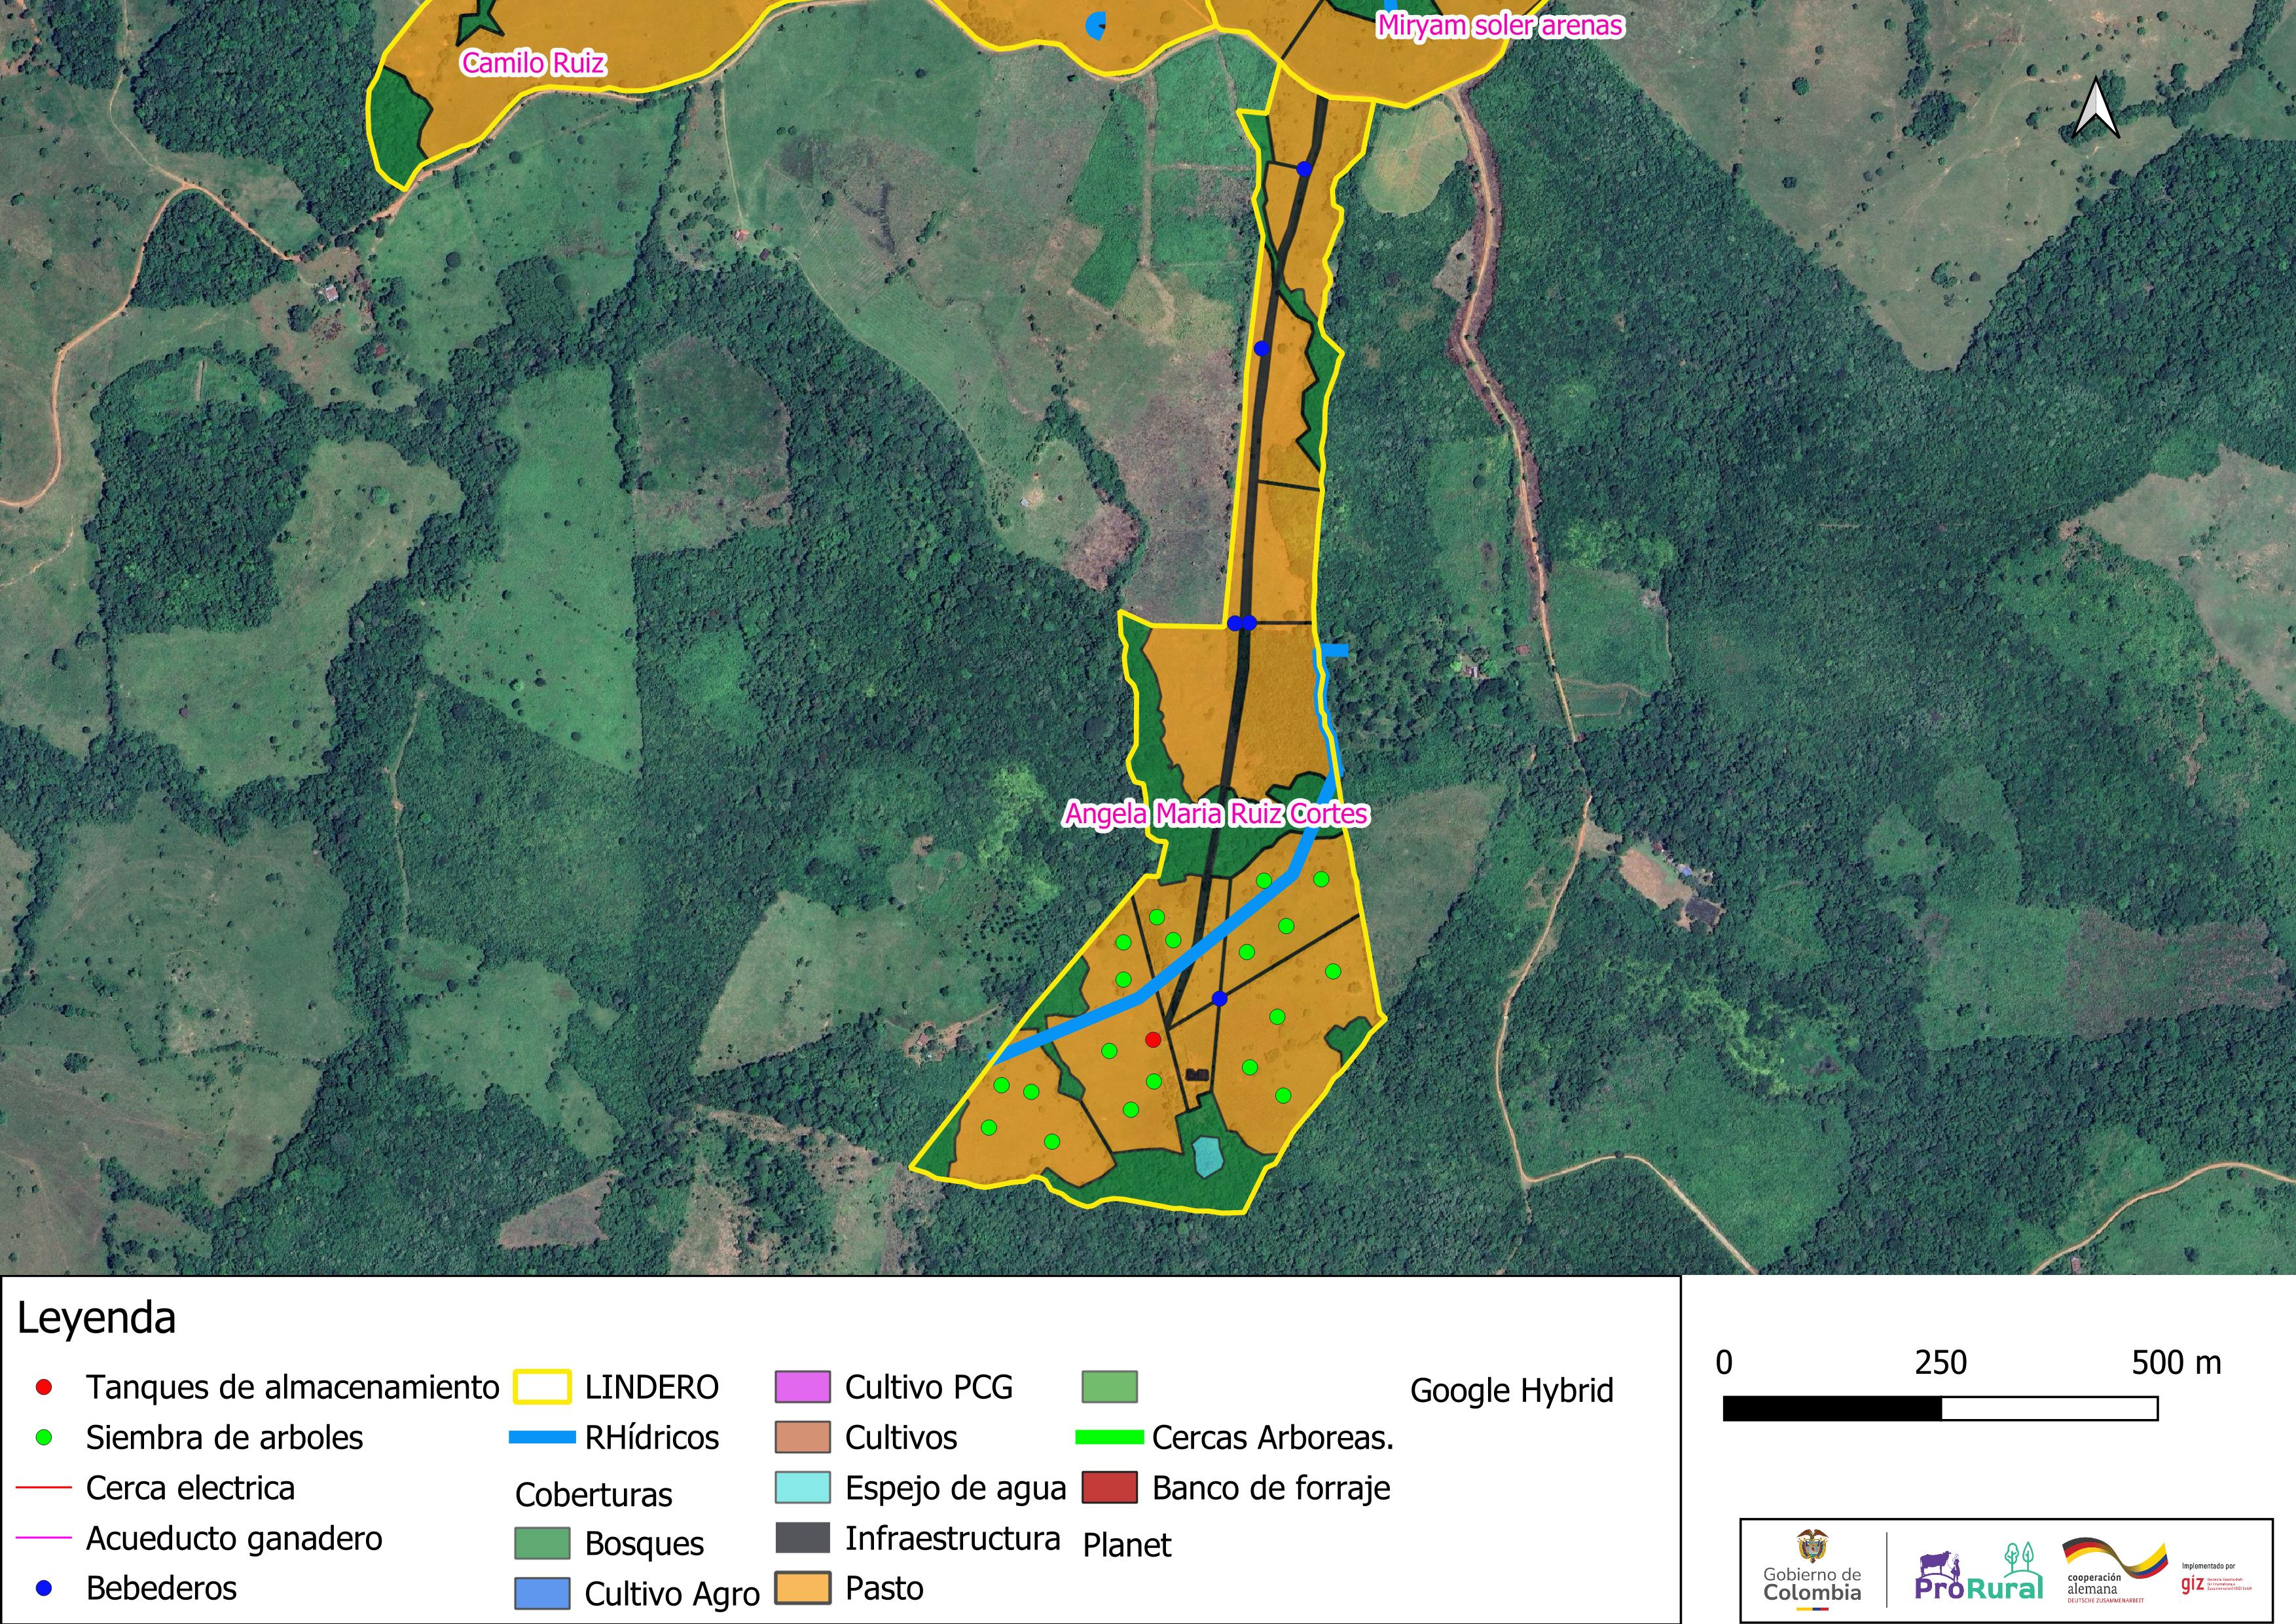 Miryam soler arenas
Camilo Ruiz
Angela Maria Ruiz Cortes
Leyenda
Tanques de almacenamiento
Siembra de arboles
Cerca electrica
Acueducto ganadero
Bebederos
LINDERO
RHídricos
Coberturas
Bosques
Cultivo Agro
Cultivo PCG
Cultivos
Espejo de agua
Infraestructura
Pasto
Cercas Arboreas.
Banco de forraje
Planet
Google Hybrid
0 250 500 m
Gobierno de
Colombia
ProRural
cooperación
alemana
DEUTSCHE ZUSAMMENARBEIT
Implementado por
giz